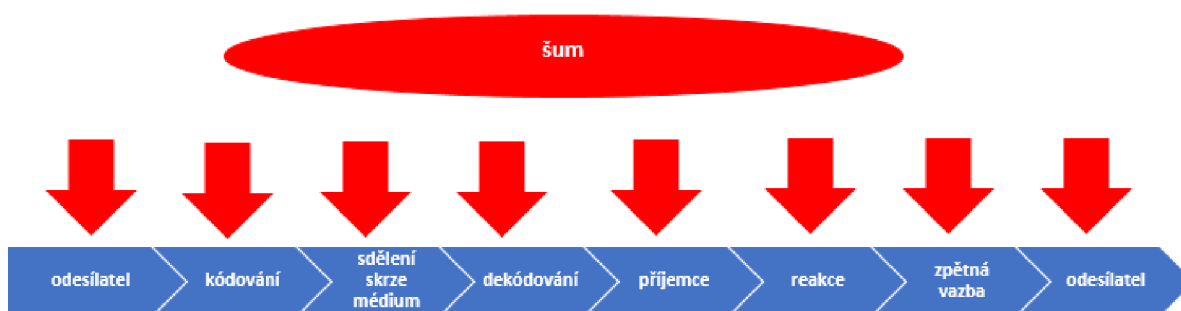 šum
odesílatel
kódování
sdělení
skrze
médium
dekódování
příjemce
reakce
zpětná
vazba
odesílatel